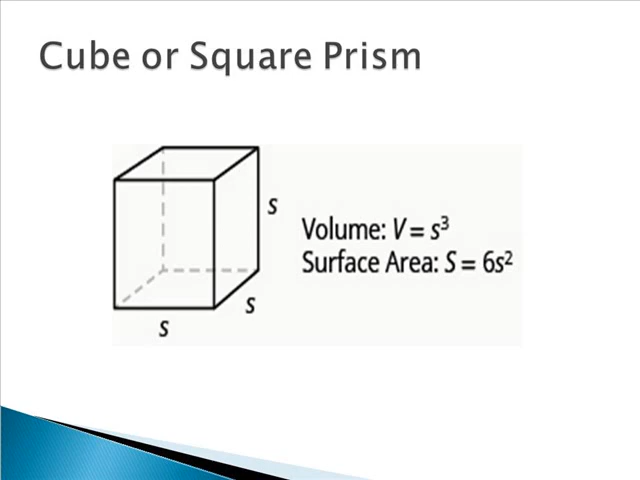 Cube or Square Prism
s
Volume: V = s³
Surface Area: S = 6s²
s
s